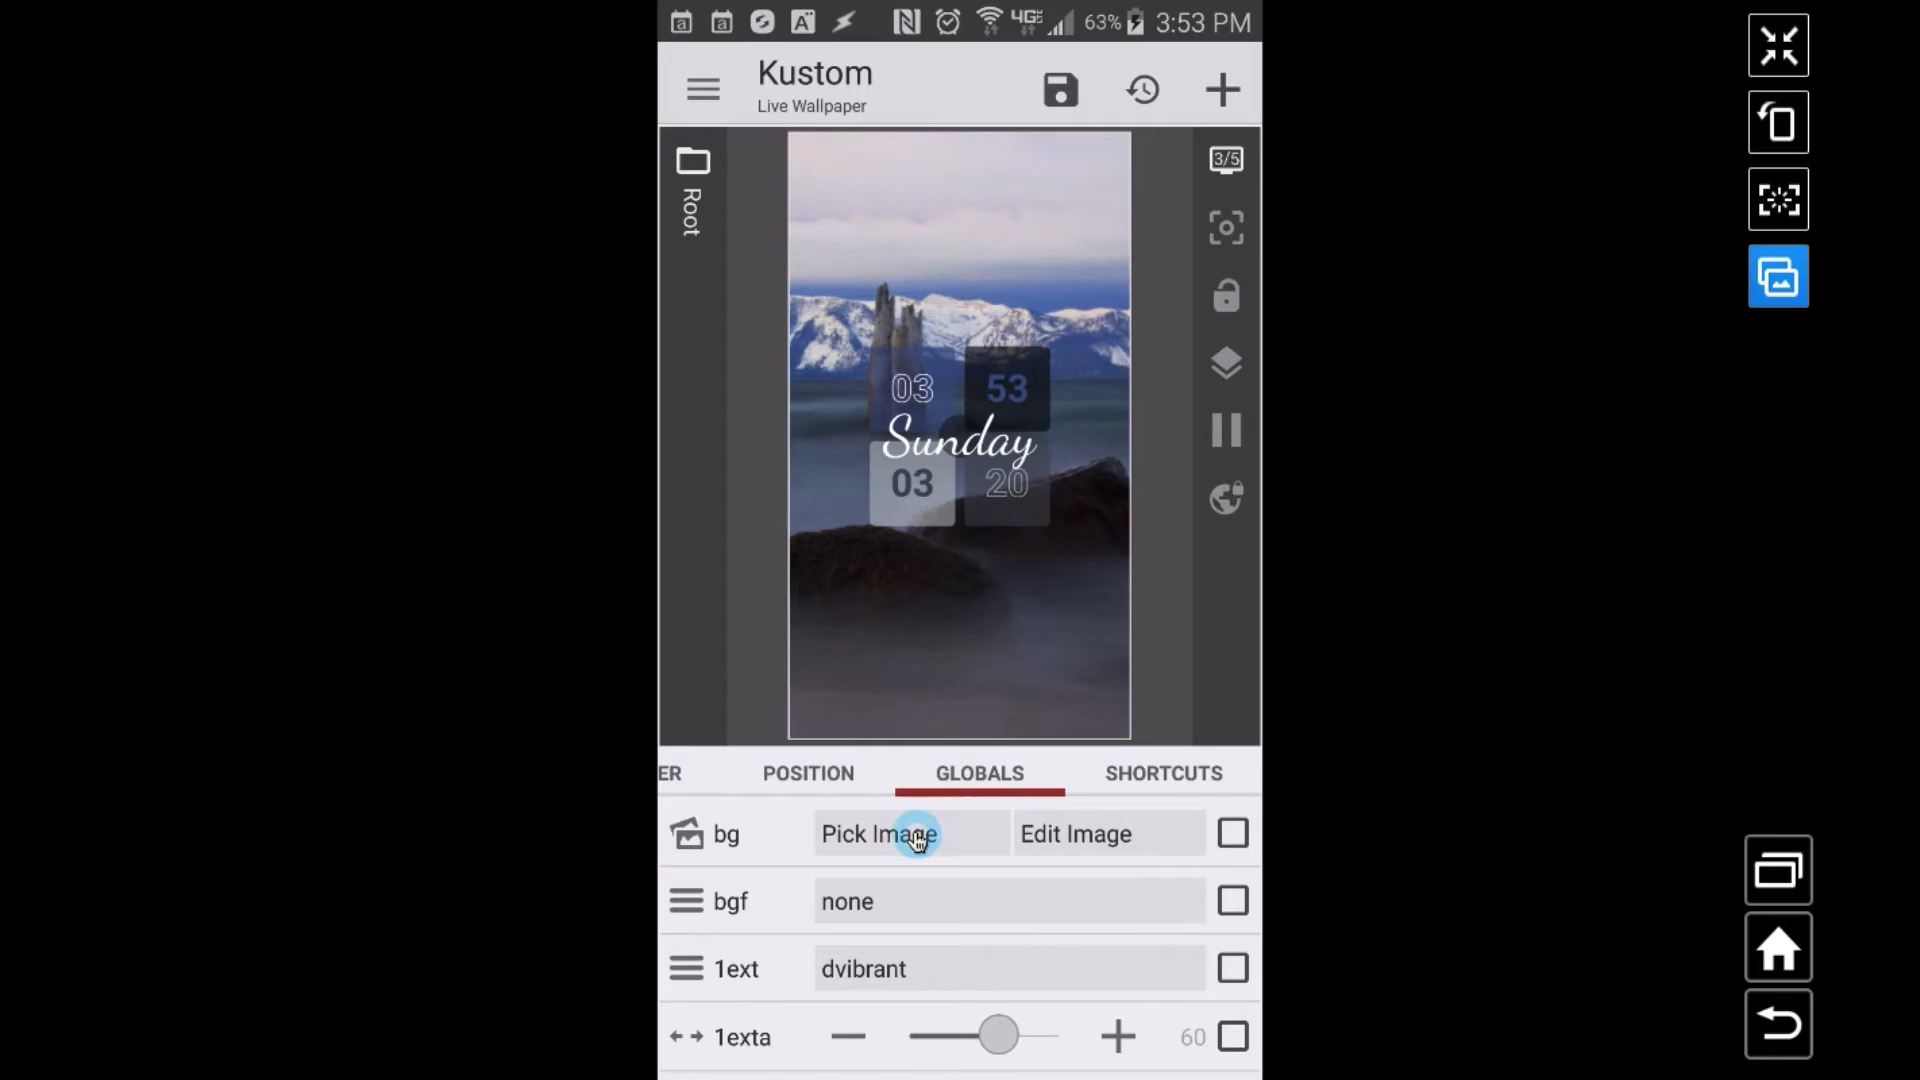 4G
63%
3:53 PM
Kustom
Live Wallpaper
Root
3/5
03
53
Sunday
03
20
ER
POSITION
GLOBALS
SHORTCUTS
bg
Pick Image
Edit Image
bgf
none
1ext
dvibrant
1exta
60